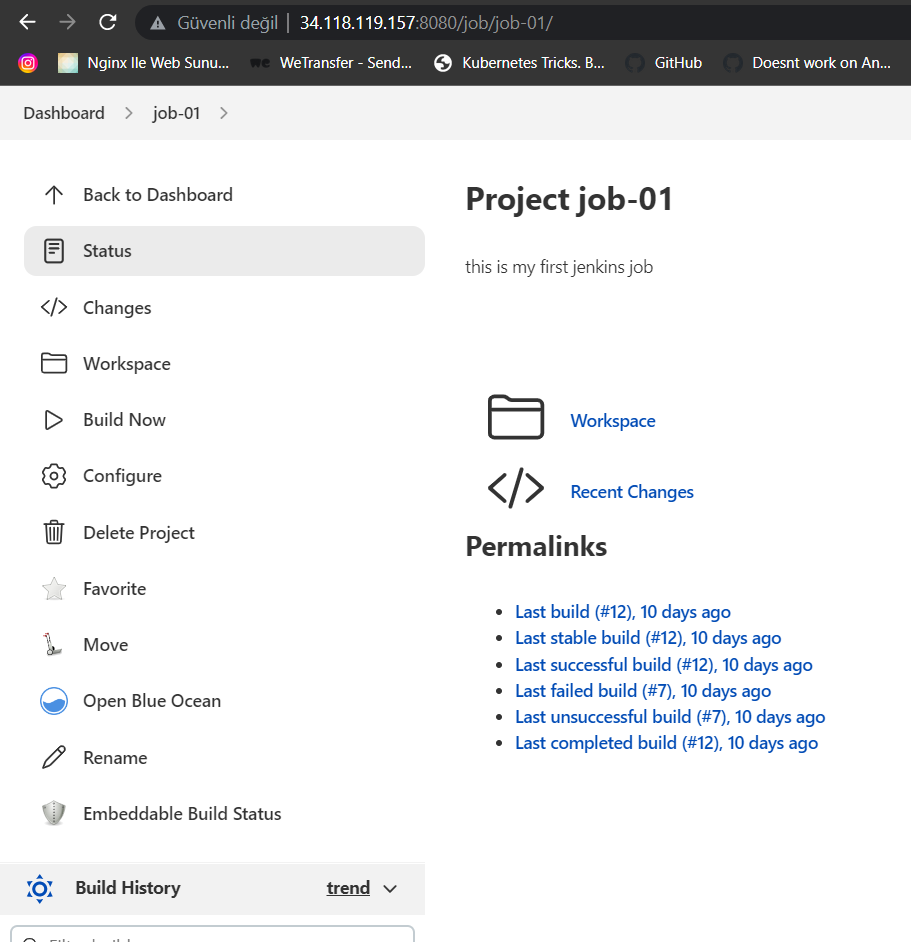 Güvenli değil | 34.118.119.157:8080/job/job-01/
Nginx Ile Web Sunu... we WeTransfer - Send... Kubernetes Tricks. B... GitHub Doesnt work on An...
Dashboard > job-01 >
Back to Dashboard
Status
Changes
Workspace
Build Now
Configure
Delete Project
Favorite
Move
Open Blue Ocean
Rename
Embeddable Build Status
Build History trend
Project job-01
this is my first jenkins job
Workspace
Recent Changes
Permalinks
Last build (#12), 10 days ago
Last stable build (#12), 10 days ago
Last successful build (#12), 10 days ago
Last failed build (#7), 10 days ago
Last unsuccessful build (#7), 10 days ago
Last completed build (#12), 10 days ago